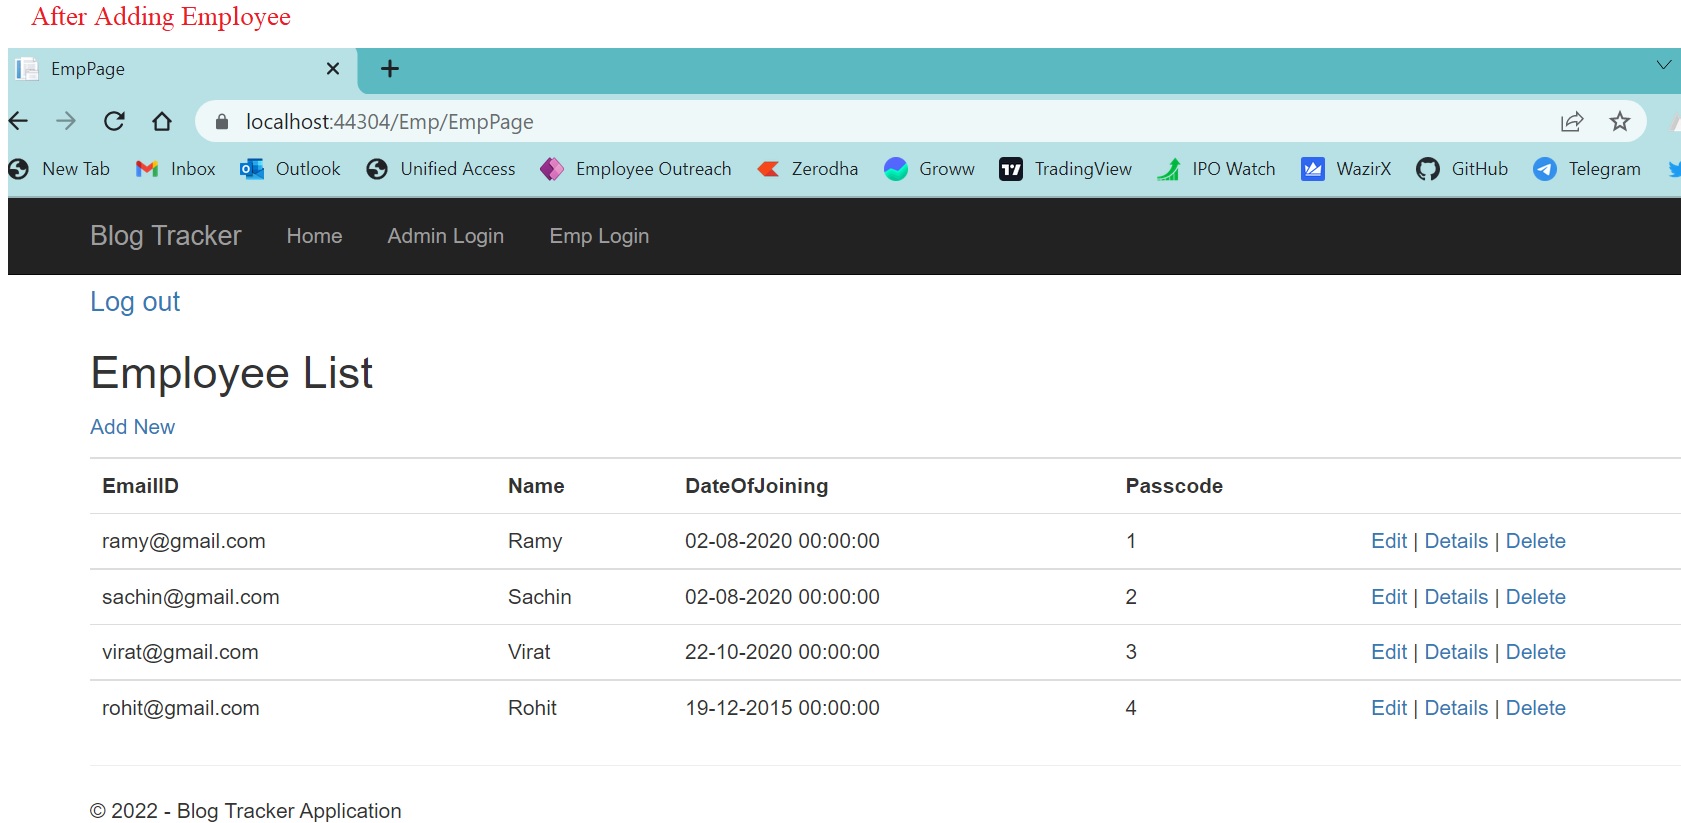 After Adding Employee
EmpPage
localhost:44304/Emp/EmpPage
New Tab Inbox Outlook Unified Access Employee Outreach Zerodha Groww TradingView IPO Watch WazirX GitHub Telegram
Blog Tracker Home Admin Login Emp Login
Log out
Employee List
Add New
EmailID Name DateOfJoining Passcode
ramy@gmail.com Ramy 02-08-2020 00:00:00 1 Edit | Details | Delete
sachin@gmail.com Sachin 02-08-2020 00:00:00 2 Edit | Details | Delete
virat@gmail.com Virat 22-10-2020 00:00:00 3 Edit | Details | Delete
rohit@gmail.com Rohit 19-12-2015 00:00:00 4 Edit | Details | Delete
© 2022 - Blog Tracker Application